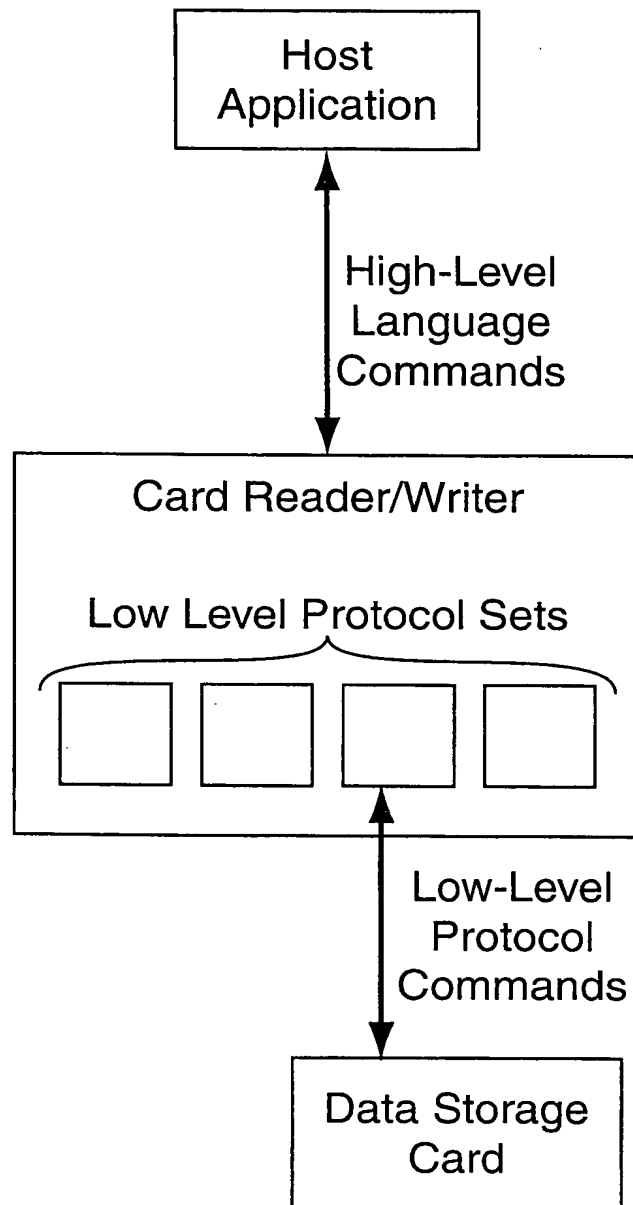 Host
Application
High-Level
Language
Commands
Card Reader/Writer
Low Level Protocol Sets
Low-Level
Protocol
Commands
Data Storage
Card